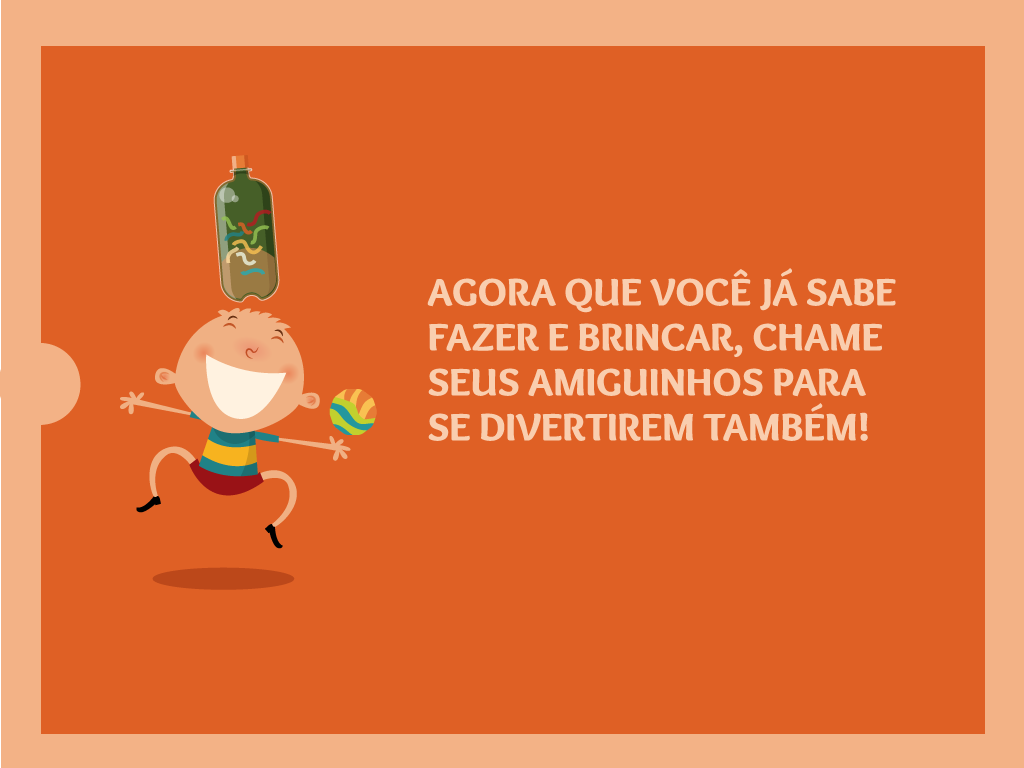 AGORA QUE VOCÊ JÁ SABE
FAZER E BRINCAR, CHAME
SEUS AMIGUINHOS PARA
SE DIVERTIREM TAMBÉM!